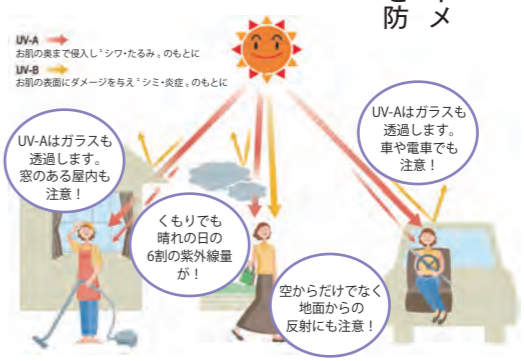 防
メ
UV-A
お肌の奥まで侵入し“シワ・たるみ”のもとに
UV-B
お肌の表面にダメージを与え“シミ・炎症”のもとに
UV-Aはガラスも
透過します。
窓のある屋内も
注意！
くもりでも
晴れの日の
6割の紫外線量
が！
空からだけでなく
地面からの
反射にも注意！
UV-Aはガラスも
透過します。
車や電車でも
注意！